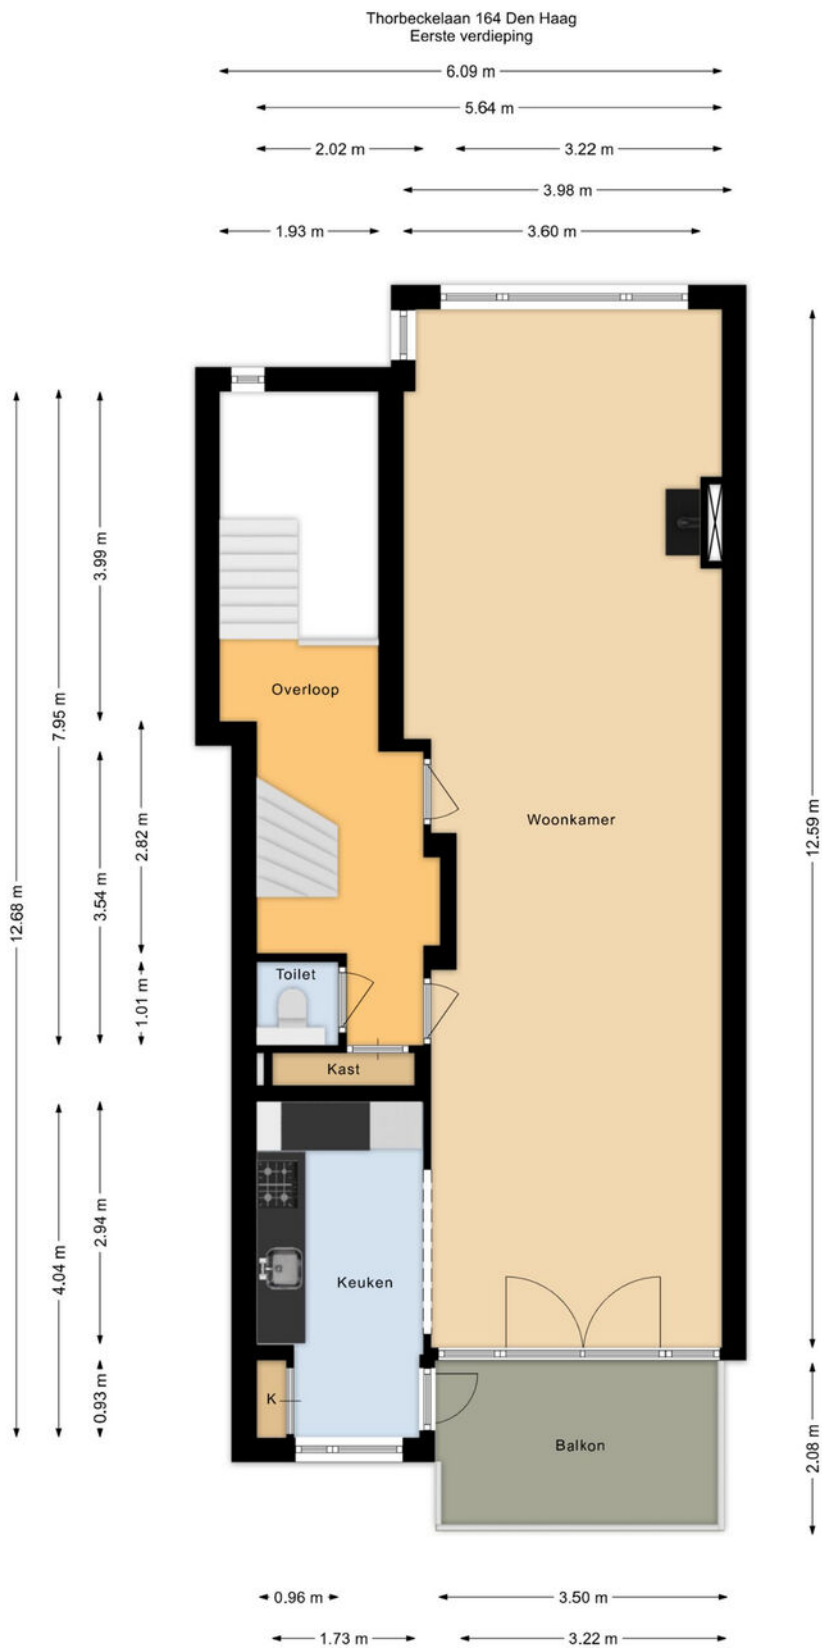 Thorbeckelaan 164 Den Haag
Eerste verdieping
6.09 m
5.64 m
2.02 m
3.22 m
3.98 m
1.93 m
3.60 m
12.68 m
7.95 m
3.99 m
3.54 m
2.82 m
1.01 m
4.04 m
2.94 m
0.93 m
Overloop
Woonkamer
Toilet
Kast
Keuken
K
Balkon
12.59 m
2.08 m
0.96 m
3.50 m
1.73 m
3.22 m